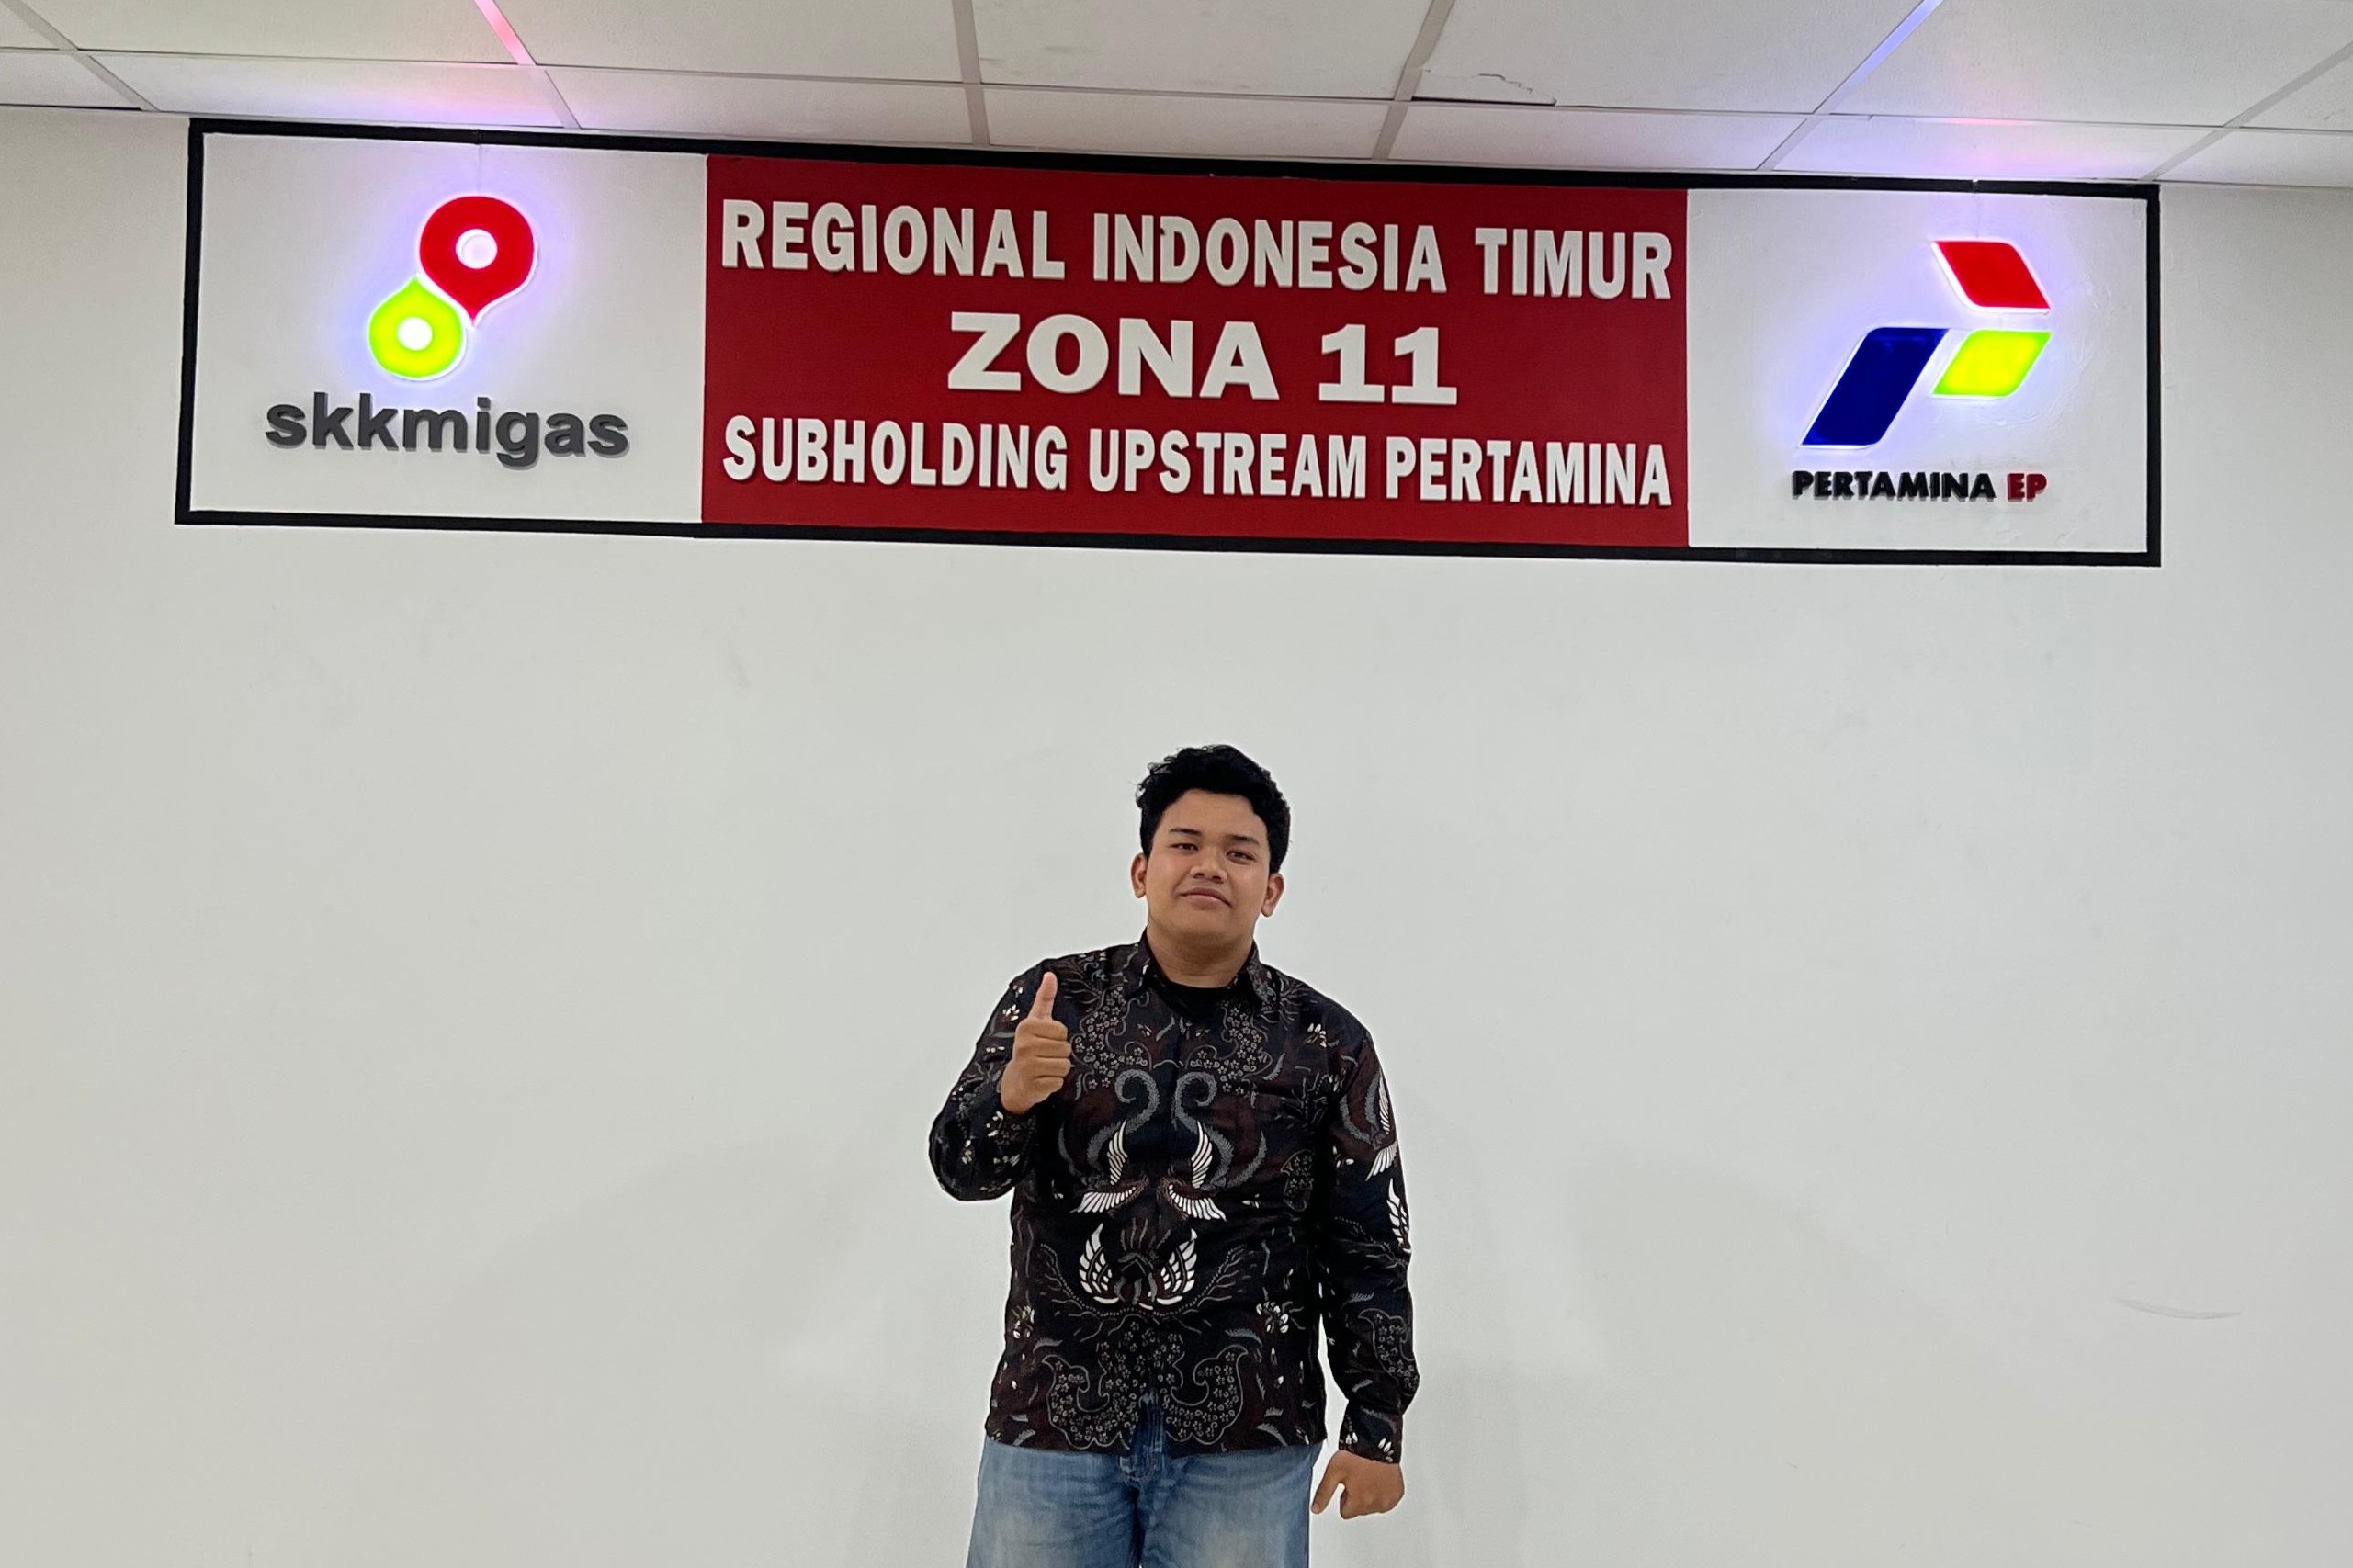 skkmigas
REGIONAL INDONESIA TIMUR
ZONA 11
SUBHOLDING UPSTREAM PERTAMINA
PERTAMINA EP